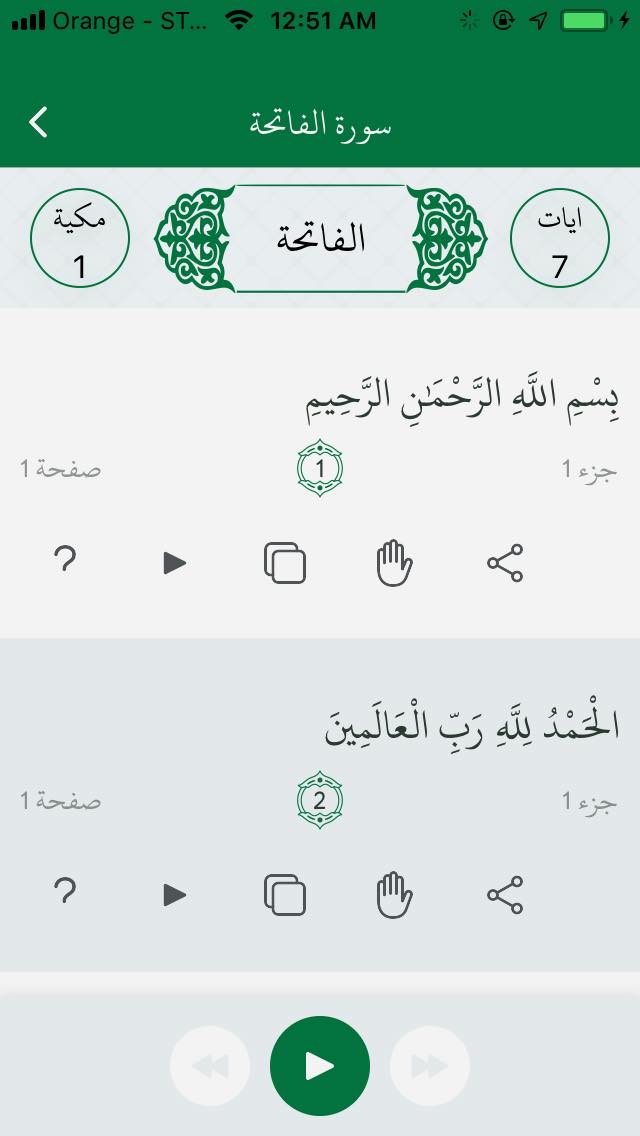 Orange - ST... 12:51 AM
سورة الفاتحة
ايات
7
الفاتحة
مكية
1
بِسْمِ اللَّهِ الرَّحْمَٰنِ الرَّحِيمِ
جزء 1
1
صفحة 1
?
الْحَمْدُ لِلَّهِ رَبِّ الْعَالَمِينَ
جزء 1
2
صفحة 1
?